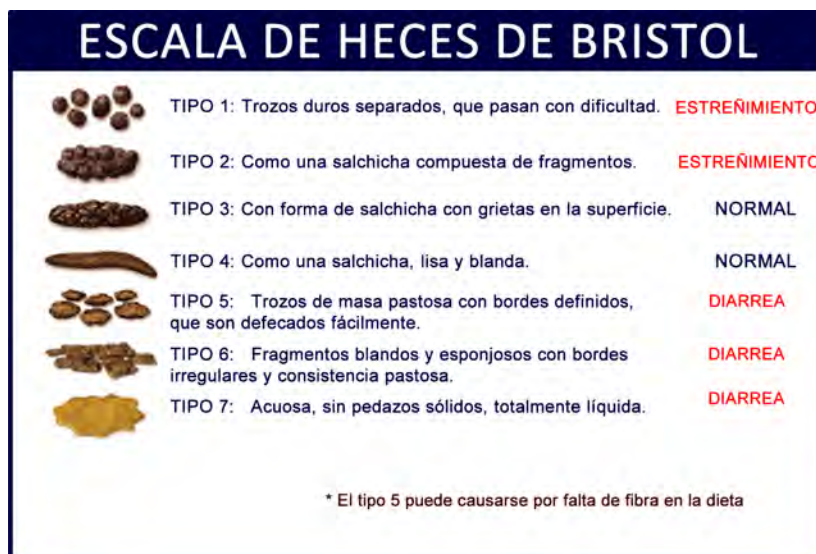 ESCALA DE HECES DE BRISTOL
TIPO 1: Trozos duros separados, que pasan con dificultad. ESTREÑIMIENTO
TIPO 2: Como una salchicha compuesta de fragmentos. ESTREÑIMIENTO
TIPO 3: Con forma de salchicha con grietas en la superficie. NORMAL
TIPO 4: Como una salchicha, lisa y blanda. NORMAL
TIPO 5: Trozos de masa pastosa con bordes definidos, DIARREA
que son defecados fácilmente.
TIPO 6: Fragmentos blandos y esponjosos con bordes DIARREA
irregulares y consistencia pastosa.
TIPO 7: Acuosa, sin pedazos sólidos, totalmente líquida. DIARREA
* El tipo 5 puede causarse por falta de fibra en la dieta